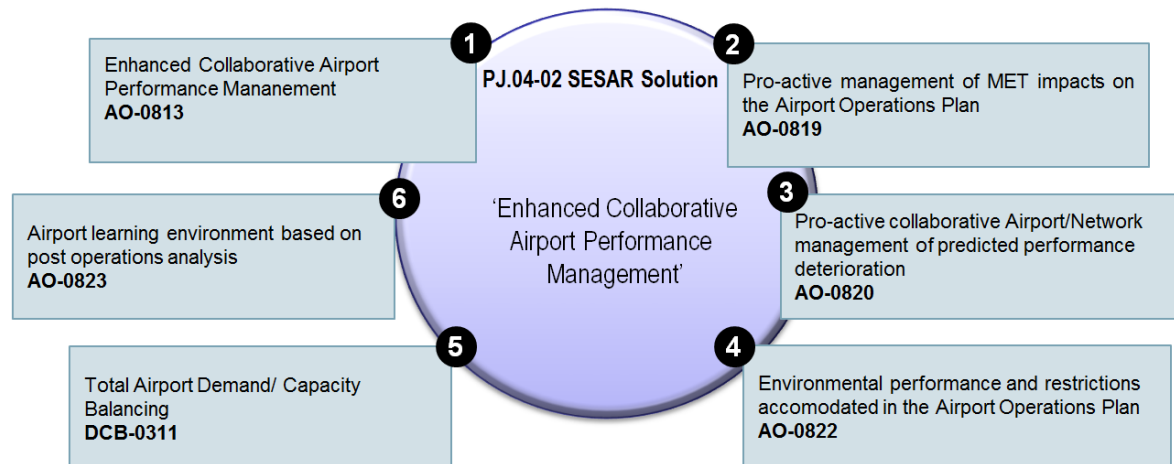 PJ.04-02 SESAR Solution
'Enhanced Collaborative
Airport Performance
Management'
1
Enhanced Collaborative Airport
Performance Mananement
AO-0813
2
Pro-active management of MET impacts on
the Airport Operations Plan
AO-0819
3
Pro-active collaborative Airport/Network
management of predicted performance
deterioration
AO-0820
4
Environmental performance and restrictions
accomodated in the Airport Operations Plan
AO-0822
5
Total Airport Demand/ Capacity
Balancing
DCB-0311
6
Airport learning environment based on
post operations analysis
AO-0823